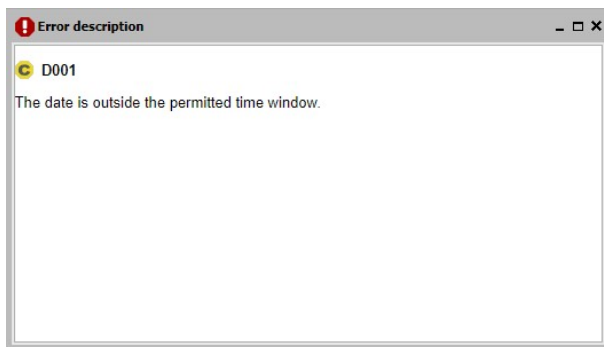 Error description
C D001
The date is outside the permitted time window.